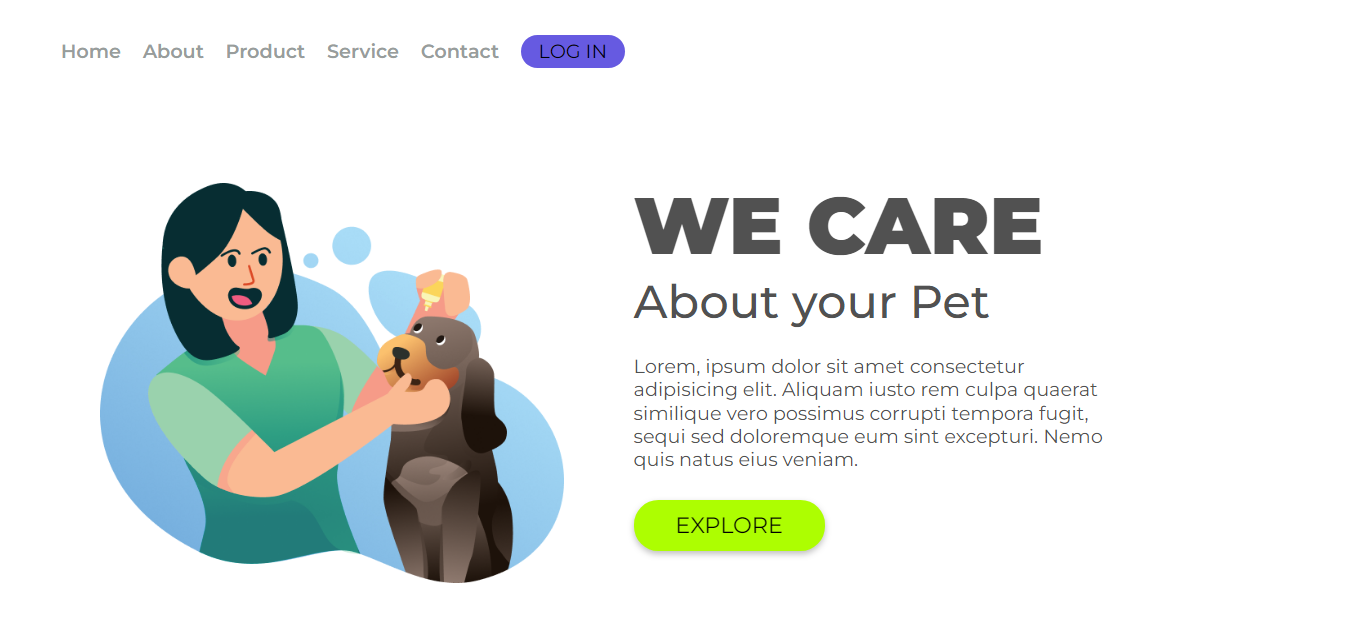 Home About Product Service Contact LOG IN
WE CARE
About your Pet
Lorem, ipsum dolor sit amet consectetur
adipisicing elit. Aliquam iusto rem culpa quaerat
similique vero possimus corrupti tempora fugit,
sequi sed doloremque eum sint excepturi. Nemo
quis natus eius veniam.
EXPLORE